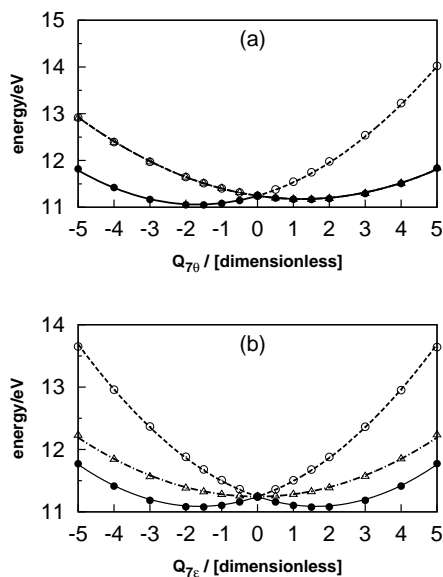 (a)
energy/eV
15
14
13
12
11
-5 -4 -3 -2 -1 0 1 2 3 4 5
Q7θ / [dimensionless]
(b)
energy/eV
14
13
12
11
-5 -4 -3 -2 -1 0 1 2 3 4 5
Q7ε / [dimensionless]